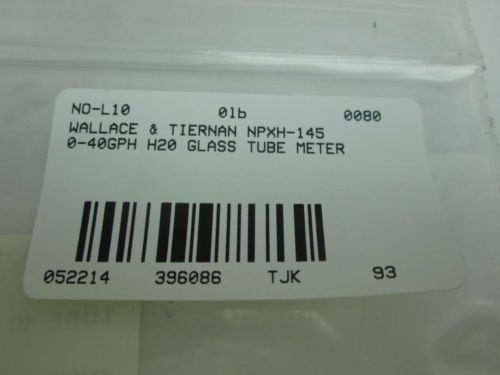 NO-L10 01b 0080
WALLACE & TIERNAN NPXH-145
0-40GPH H20 GLASS TUBE METER
052214 396086 TJK 93